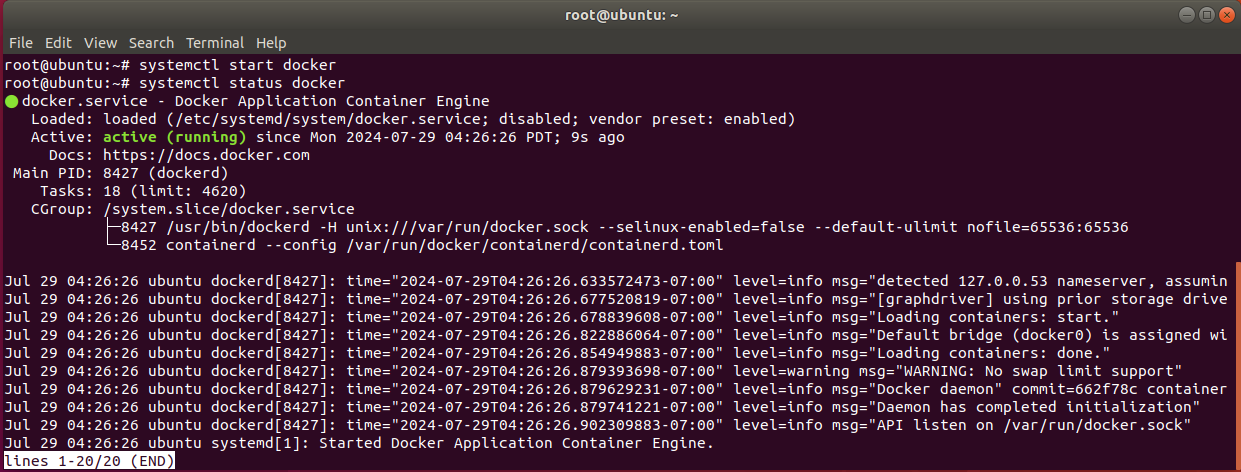 root@ubuntu: ~
File Edit View Search Terminal Help
root@ubuntu:~# systemctl start docker
root@ubuntu:~# systemctl status docker
● docker.service - Docker Application Container Engine
   Loaded: loaded (/etc/systemd/system/docker.service; disabled; vendor preset: enabled)
   Active: active (running) since Mon 2024-07-29 04:26:26 PDT; 9s ago
     Docs: https://docs.docker.com
 Main PID: 8427 (dockerd)
    Tasks: 18 (limit: 4620)
   CGroup: /system.slice/docker.service
           ├─8427 /usr/bin/dockerd -H unix:///var/run/docker.sock --selinux-enabled=false --default-ulimit nofile=65536:65536
           └─8452 containerd --config /var/run/docker/containerd/containerd.toml
Jul 29 04:26:26 ubuntu dockerd[8427]: time="2024-07-29T04:26:26.633572473-07:00" level=info msg="detected 127.0.0.53 nameserver, assumin
Jul 29 04:26:26 ubuntu dockerd[8427]: time="2024-07-29T04:26:26.677520819-07:00" level=info msg="[graphdriver] using prior storage drive
Jul 29 04:26:26 ubuntu dockerd[8427]: time="2024-07-29T04:26:26.678839608-07:00" level=info msg="Loading containers: start."
Jul 29 04:26:26 ubuntu dockerd[8427]: time="2024-07-29T04:26:26.822886064-07:00" level=info msg="Default bridge (docker0) is assigned wi
Jul 29 04:26:26 ubuntu dockerd[8427]: time="2024-07-29T04:26:26.854949883-07:00" level=info msg="Loading containers: done."
Jul 29 04:26:26 ubuntu dockerd[8427]: time="2024-07-29T04:26:26.879393698-07:00" level=warning msg="WARNING: No swap limit support"
Jul 29 04:26:26 ubuntu dockerd[8427]: time="2024-07-29T04:26:26.879629231-07:00" level=info msg="Docker daemon" commit=662f78c container
Jul 29 04:26:26 ubuntu dockerd[8427]: time="2024-07-29T04:26:26.879741221-07:00" level=info msg="Daemon has completed initialization"
Jul 29 04:26:26 ubuntu dockerd[8427]: time="2024-07-29T04:26:26.902309883-07:00" level=info msg="API listen on /var/run/docker.sock"
Jul 29 04:26:26 ubuntu systemd[1]: Started Docker Application Container Engine.
lines 1-20/20 (END)